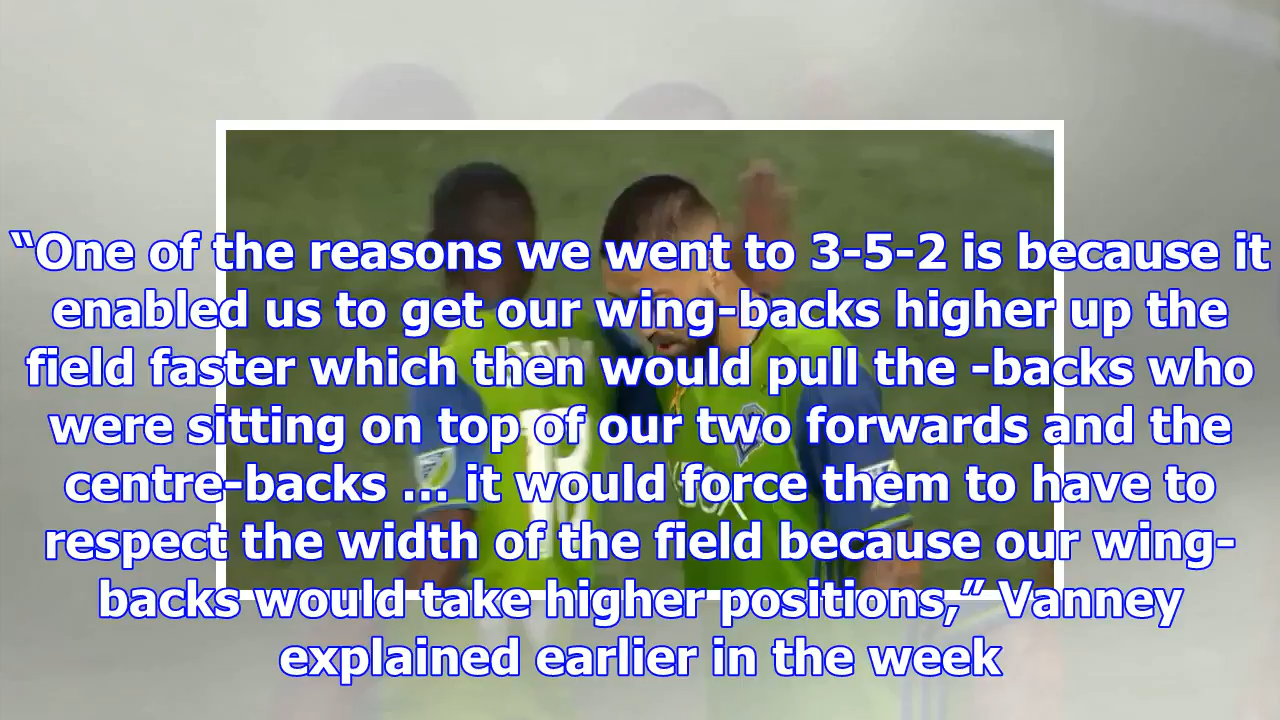 “One of the reasons we went to 3-5-2 is because it
enabled us to get our wing-backs higher up the
field faster which then would pull the -backs who
were sitting on top of our two forwards and the
centre-backs ... it would force them to have to
respect the width of the field because our wing-
backs would take higher positions,” Vanney
explained earlier in the week